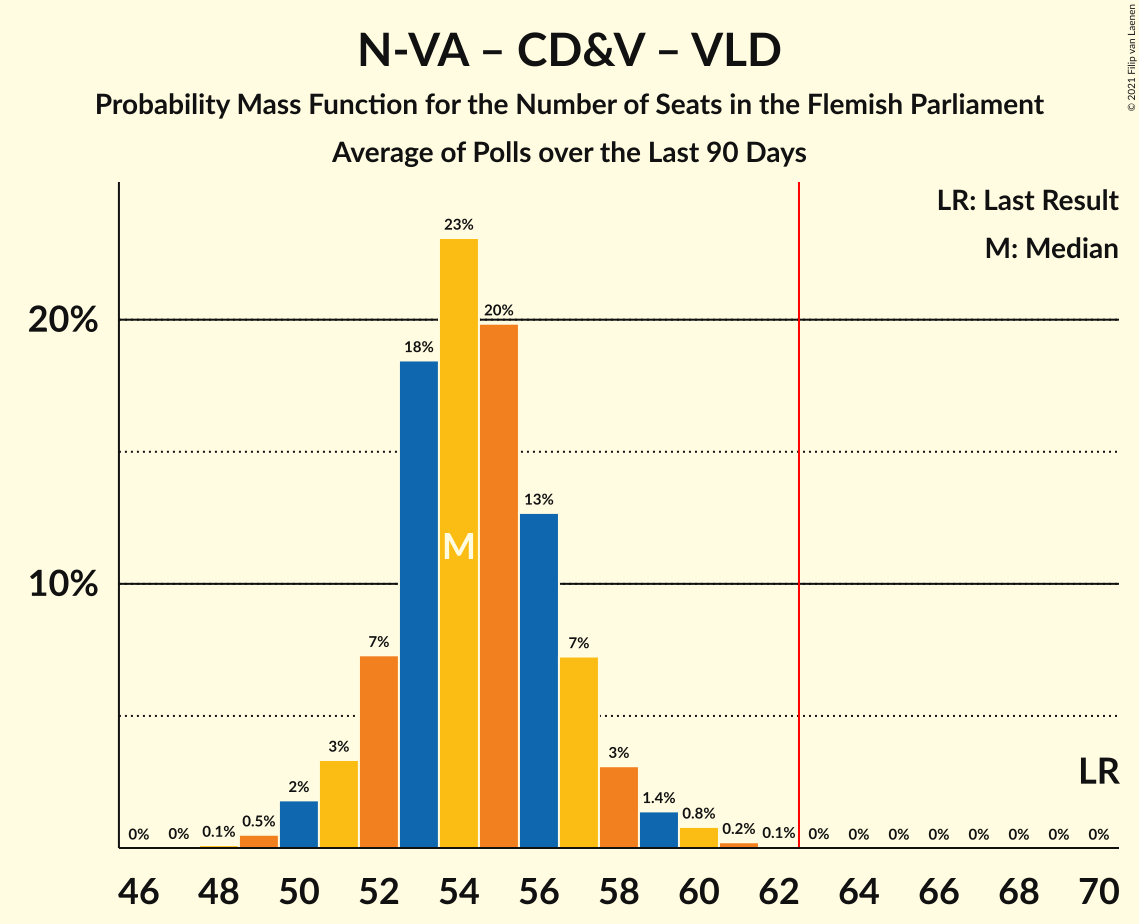 N-VA – CD&V – VLD
Probability Mass Function for the Number of Seats in the Flemish Parliament
Average of Polls over the Last 90 Days
© 2021 Filip van Laenen
LR: Last Result
M: Median
20%
10%
0% 0% 0.1% 0.5% 2% 3% 7% 18% 23% 20% 13% 7% 3% 1.4% 0.8% 0.2% 0.1% 0% 0% 0% 0% 0% 0% 0% 0%
M
LR
46 48 50 52 54 56 58 60 62 64 66 68 70